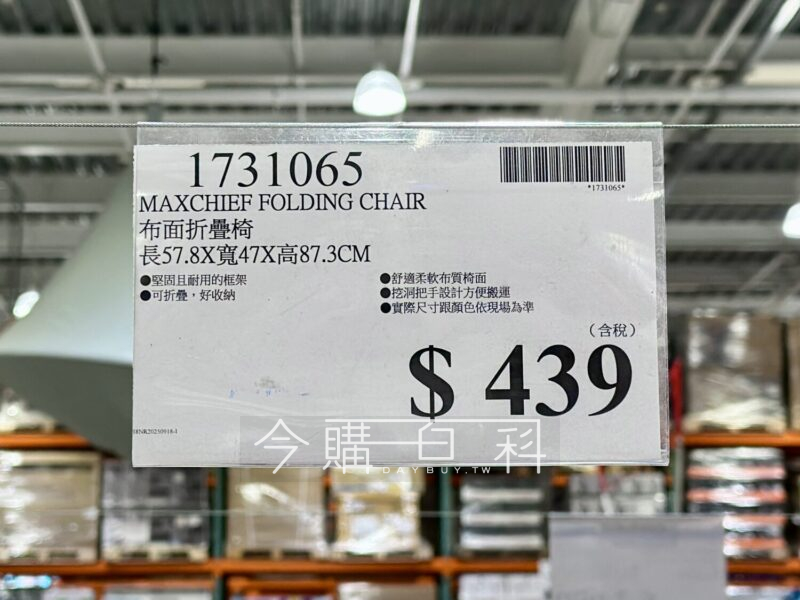 1731065
*1731065*
MAXCHIEF FOLDING CHAIR
布面折疊椅
長57.8X寬47X高87.3CM
●堅固且耐用的框架
●可折疊，好收納
●舒適柔軟布質椅面
●挖洞把手設計方便搬運
●實際尺寸跟顏色依現場為準
（含稅）
$ 439
今購百科
DAYBUY.TW